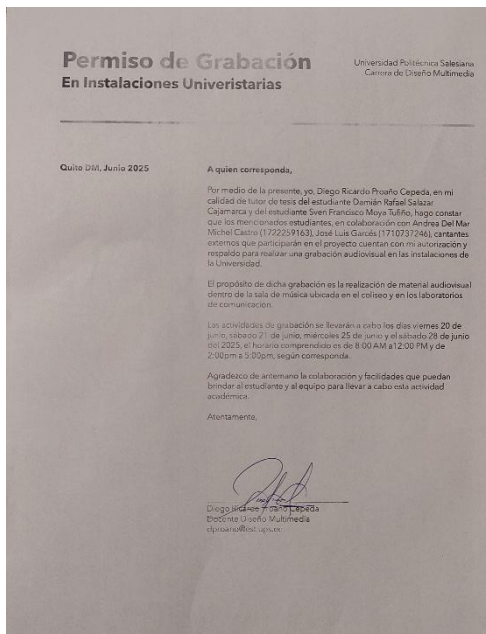 Permiso de Grabación
En Instalaciones Univeristarias
Universidad Politécnica Salesiana
Carrera de Diseño Multimedia
Quito DM, Junio 2025
A quien corresponda,
Por medio de la presente, yo, Diego Ricardo Proaño Cepeda, en mi
calidad de tutor de tesis del estudiante Damián Rafael Salazar
Cajamarca y del estudiante Sven Francisco Moya Tufiño, hago constar
que los mencionados estudiantes, en colaboración con Andrea Del Mar
Michel Castro (1722259163), José Luis Garcés (1710737246), cantantes
externos que participarán en el proyecto cuentan con mi autorización y
respaldo para realizar una grabación audiovisual en las instalaciones de
la Universidad.
El propósito de dicha grabación es la realización de material audiovisual
dentro de la sala de música ubicada en el coliseo y en los laboratorios
de comunicación.
Las actividades de grabación se llevarán a cabo los días viernes 20 de
junio, sábado 21 de junio, miércoles 25 de junio y el sábado 28 de junio
del 2025, el horario comprendido es de 8:00 AM a12:00 PM y de
2:00pm a 5:00pm, según corresponda.
Agradezco de antemano la colaboración y facilidades que puedan
brindar al estudiante y al equipo para llevar a cabo esta actividad
académica.
Atentamente,
Diego Ricardo Proaño Cepeda
Docente Diseño Multimedia